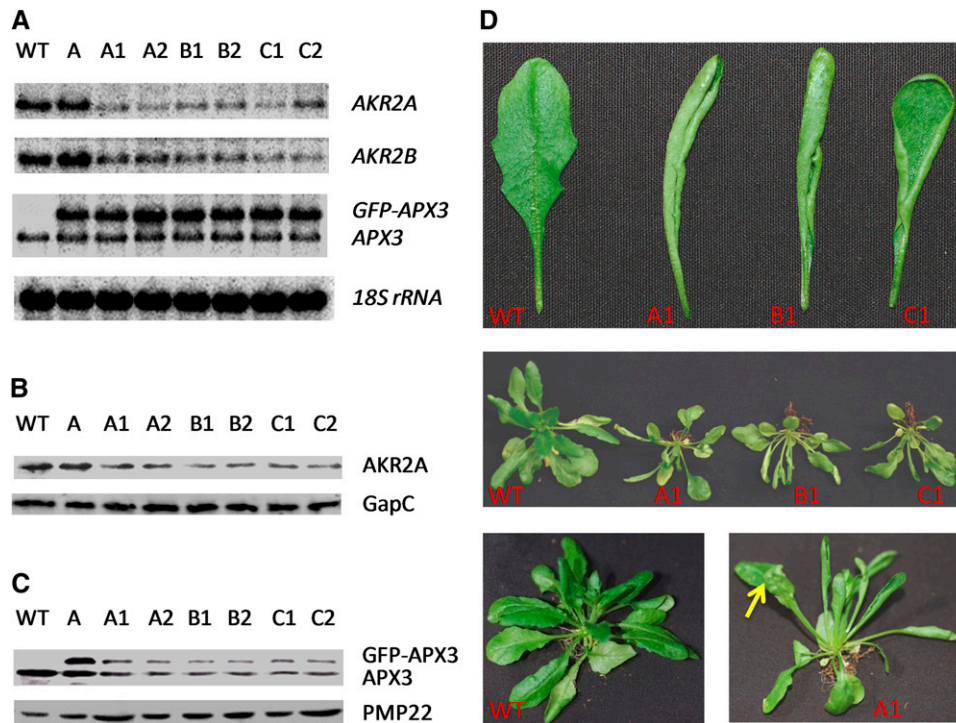 A
WT A A1 A2 B1 B2 C1 C2
AKR2A
AKR2B
GFP-APX3
APX3
18S rRNA
B
WT A A1 A2 B1 B2 C1 C2
AKR2A
GapC
C
WT A A1 A2 B1 B2 C1 C2
GFP-APX3
APX3
PMP22
D
WT A1 B1 C1
WT A1 B1 C1
WT A1